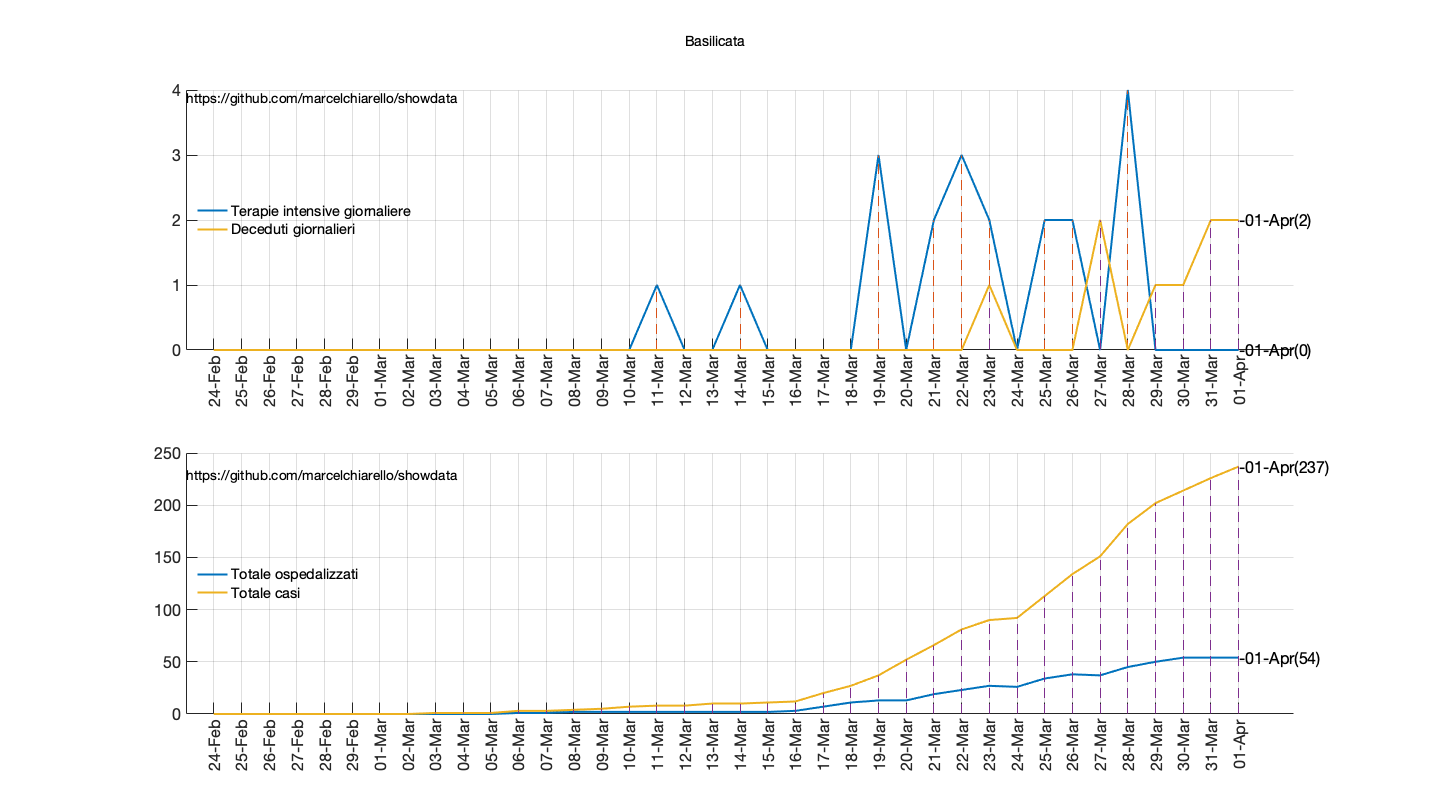 Basilicata
4
https://github.com/marcelchiarello/showdata
3
Terapie intensive giornaliere
2
-01-Apr(2)
Deceduti giornalieri
1
0
-01-Apr(0)
24-Feb
25-Feb
26-Feb
27-Feb
28-Feb
29-Feb
01-Mar
02-Mar
03-Mar
04-Mar
05-Mar
06-Mar
07-Mar
08-Mar
09-Mar
10-Mar
11-Mar
12-Mar
13-Mar
14-Mar
15-Mar
16-Mar
17-Mar
18-Mar
19-Mar
20-Mar
21-Mar
22-Mar
23-Mar
24-Mar
25-Mar
26-Mar
27-Mar
28-Mar
29-Mar
30-Mar
31-Mar
01-Apr
250
-01-Apr(237)
https://github.com/marcelchiarello/showdata
200
150
Totale ospedalizzati
Totale casi
100
50
-01-Apr(54)
0
24-Feb
25-Feb
26-Feb
27-Feb
28-Feb
29-Feb
01-Mar
02-Mar
03-Mar
04-Mar
05-Mar
06-Mar
07-Mar
08-Mar
09-Mar
10-Mar
11-Mar
12-Mar
13-Mar
14-Mar
15-Mar
16-Mar
17-Mar
18-Mar
19-Mar
20-Mar
21-Mar
22-Mar
23-Mar
24-Mar
25-Mar
26-Mar
27-Mar
28-Mar
29-Mar
30-Mar
31-Mar
01-Apr